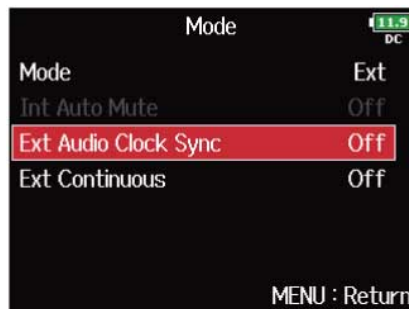 Mode
11.9
DC
Mode Ext
Int Auto Mute Off
Ext Audio Clock Sync Off
Ext Continuous Off
MENU : Return